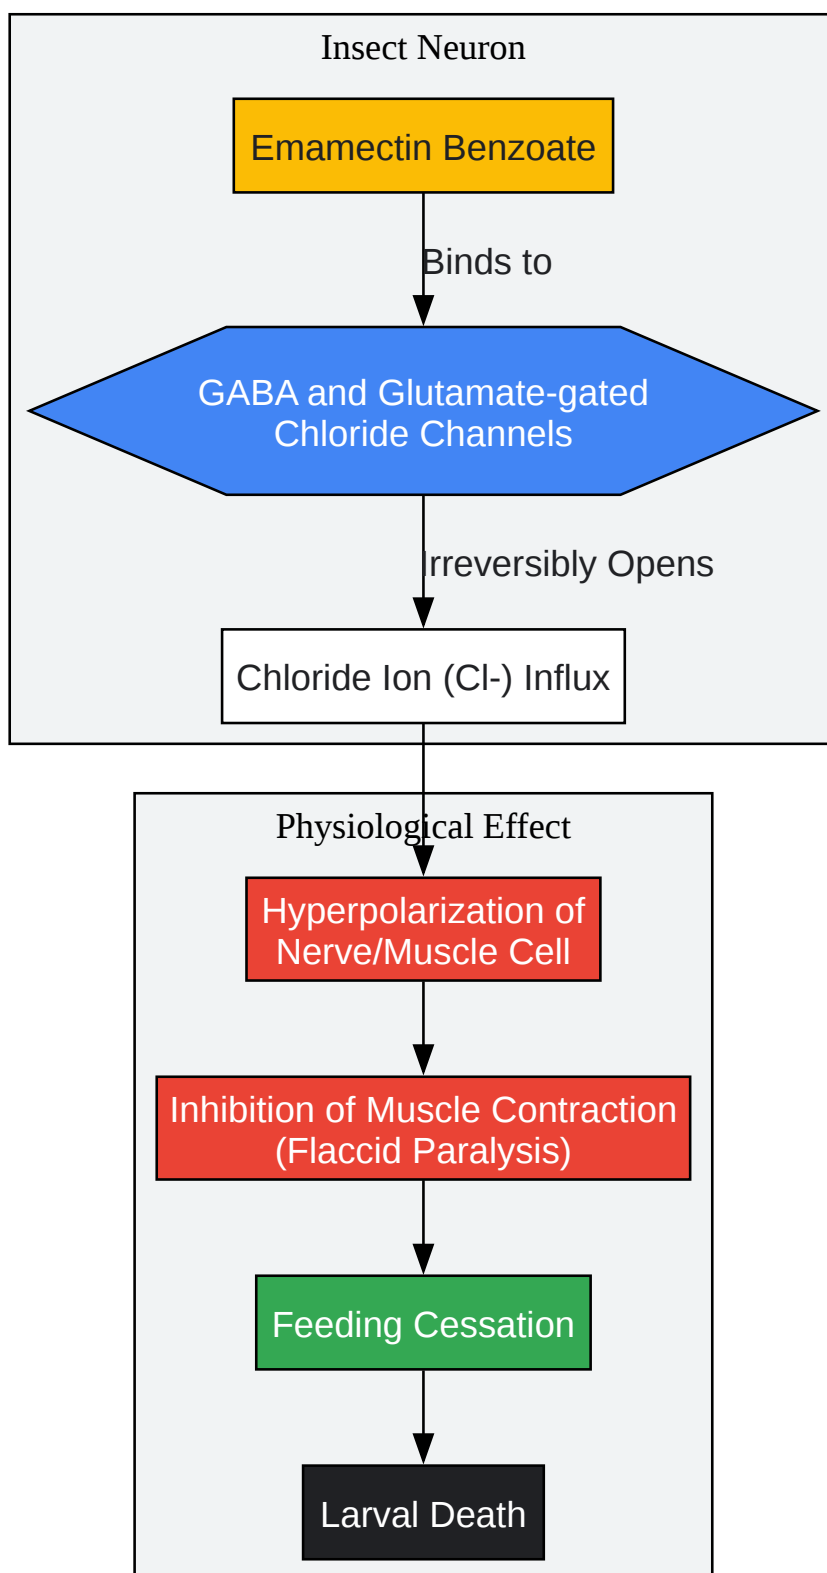 Insect Neuron
Emamectin Benzoate
Binds to
GABA and Glutamate-gated
Chloride Channels
Irreversibly Opens
Chloride Ion (Cl-) Influx
Physiological Effect
Hyperpolarization of
Nerve/Muscle Cell
Inhibition of Muscle Contraction
(Flaccid Paralysis)
Feeding Cessation
Larval Death